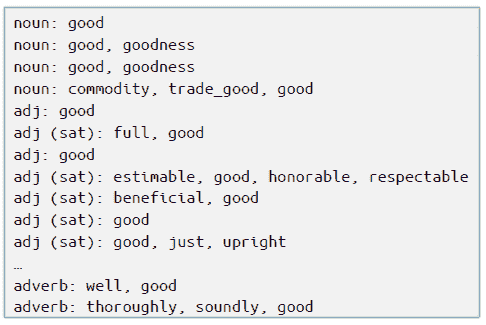 noun: good
noun: good, goodness
noun: good, goodness
noun: commodity, trade_good, good
adj: good
adj (sat): full, good
adj: good
adj (sat): estimable, good, honorable, respectable
adj (sat): beneficial, good
adj (sat): good
adj (sat): good, just, upright
…
adverb: well, good
adverb: thoroughly, soundly, good